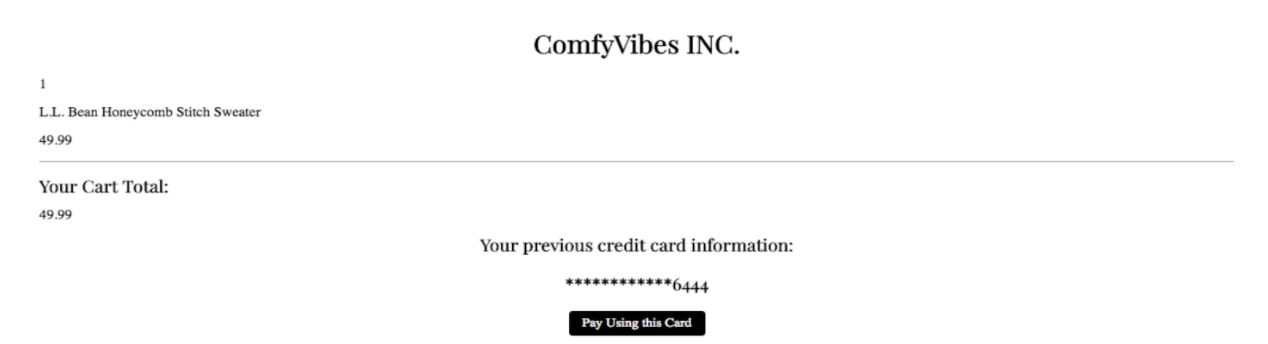 ComfyVibes INC.
1
L.L. Bean Honeycomb Stitch Sweater
49.99
Your Cart Total:
49.99
Your previous credit card information:
************6444
Pay Using this Card